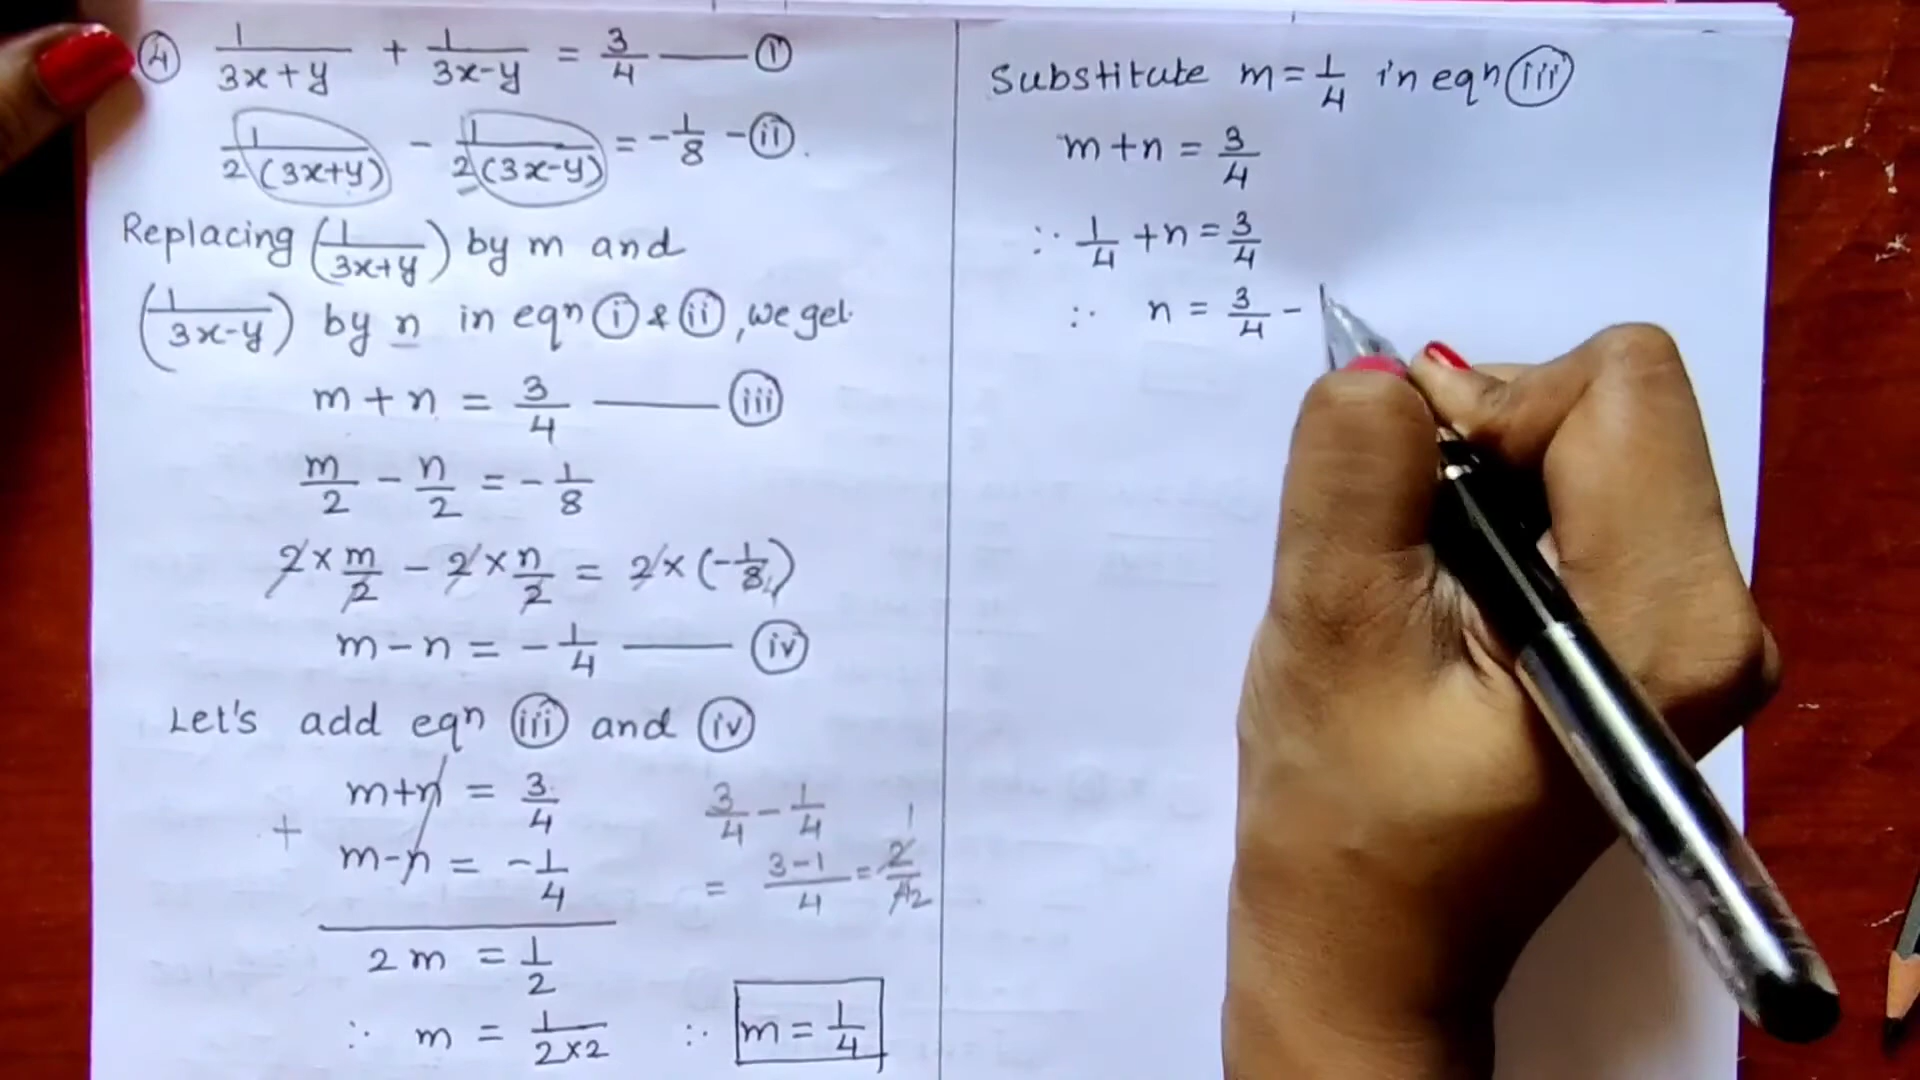 ④ 1/(3x+y) + 1/(3x-y) = 3/4 —— ⓘ
1/2(3x+y) - 1/2(3x-y) = -1/8 - ⓘⓘ.
Replacing (1/(3x+y)) by m and
(1/(3x-y)) by n in eqn (i) & (ii), we get
m + n = 3/4 —— (iii)
m/2 - n/2 = -1/8
2 × m/2 - 2 × n/2 = 2 × (-1/8)
m - n = -1/4 —— (iv)
Let's add eqn (iii) and (iv)
m+n = 3/4
+
m-n = -1/4
2m = 1/2
∴ m = 1/(2×2) ∴ m = 1/4
3/4 - 1/4
= (3-1)/4 = 2/4 1 2
Substitute m = 1/4 in eqn (iii)
m + n = 3/4
∴ 1/4 + n = 3/4
∴ n = 3/4 -